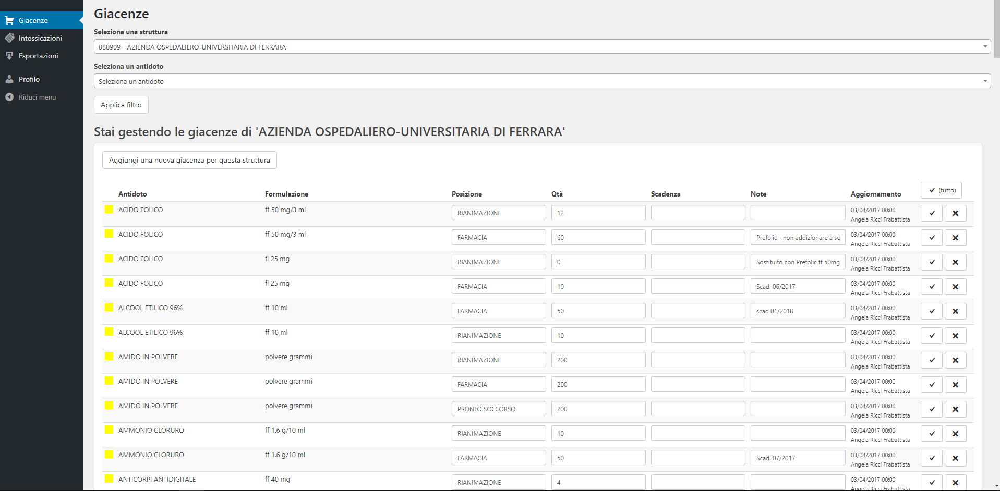 Giacenze
Intossicazioni
Esportazioni
Profilo
Riduci menu
Giacenze
Seleziona una struttura
080909 - AZIENDA OSPEDALIERO-UNIVERSITARIA DI FERRARA
Seleziona un antidoto
Seleziona un antidoto
Applica filtro
Stai gestendo le giacenze di 'AZIENDA OSPEDALIERO-UNIVERSITARIA DI FERRARA'
Aggiungi una nuova giacenza per questa struttura
Antidoto Formulazione Posizione Qtà Scadenza Note Aggiornamento (tutto)
ACIDO FOLICO ff 50 mg/3 ml RIANIMAZIONE 12 03/04/2017 00:00
Angela Ricci Frabattista
ACIDO FOLICO ff 50 mg/3 ml FARMACIA 60 Prefolic - non addizionare a so 03/04/2017 00:00
Angela Ricci Frabattista
ACIDO FOLICO fl 25 mg RIANIMAZIONE 0 Sostituito con Prefolic ff 50mg 03/04/2017 00:00
Angela Ricci Frabattista
ACIDO FOLICO fl 25 mg FARMACIA 10 Scad. 06/2017 03/04/2017 00:00
Angela Ricci Frabattista
ALCOOL ETILICO 96% ff 10 ml FARMACIA 50 scad 01/2018 03/04/2017 00:00
Angela Ricci Frabattista
ALCOOL ETILICO 96% ff 10 ml RIANIMAZIONE 10 03/04/2017 00:00
Angela Ricci Frabattista
AMIDO IN POLVERE polvere grammi RIANIMAZIONE 200 03/04/2017 00:00
Angela Ricci Frabattista
AMIDO IN POLVERE polvere grammi FARMACIA 200 03/04/2017 00:00
Angela Ricci Frabattista
AMIDO IN POLVERE polvere grammi PRONTO SOCCORSO 200 03/04/2017 00:00
Angela Ricci Frabattista
AMMONIO CLORURO ff 1.6 g/10 ml RIANIMAZIONE 10 03/04/2017 00:00
Angela Ricci Frabattista
AMMONIO CLORURO ff 1.6 g/10 ml FARMACIA 50 Scad. 07/2017 03/04/2017 00:00
Angela Ricci Frabattista
ANTICORPI ANTIDIGITALE ff 40 mg RIANIMAZIONE 4 03/04/2017 00:00
Angela Ricci Frabattista